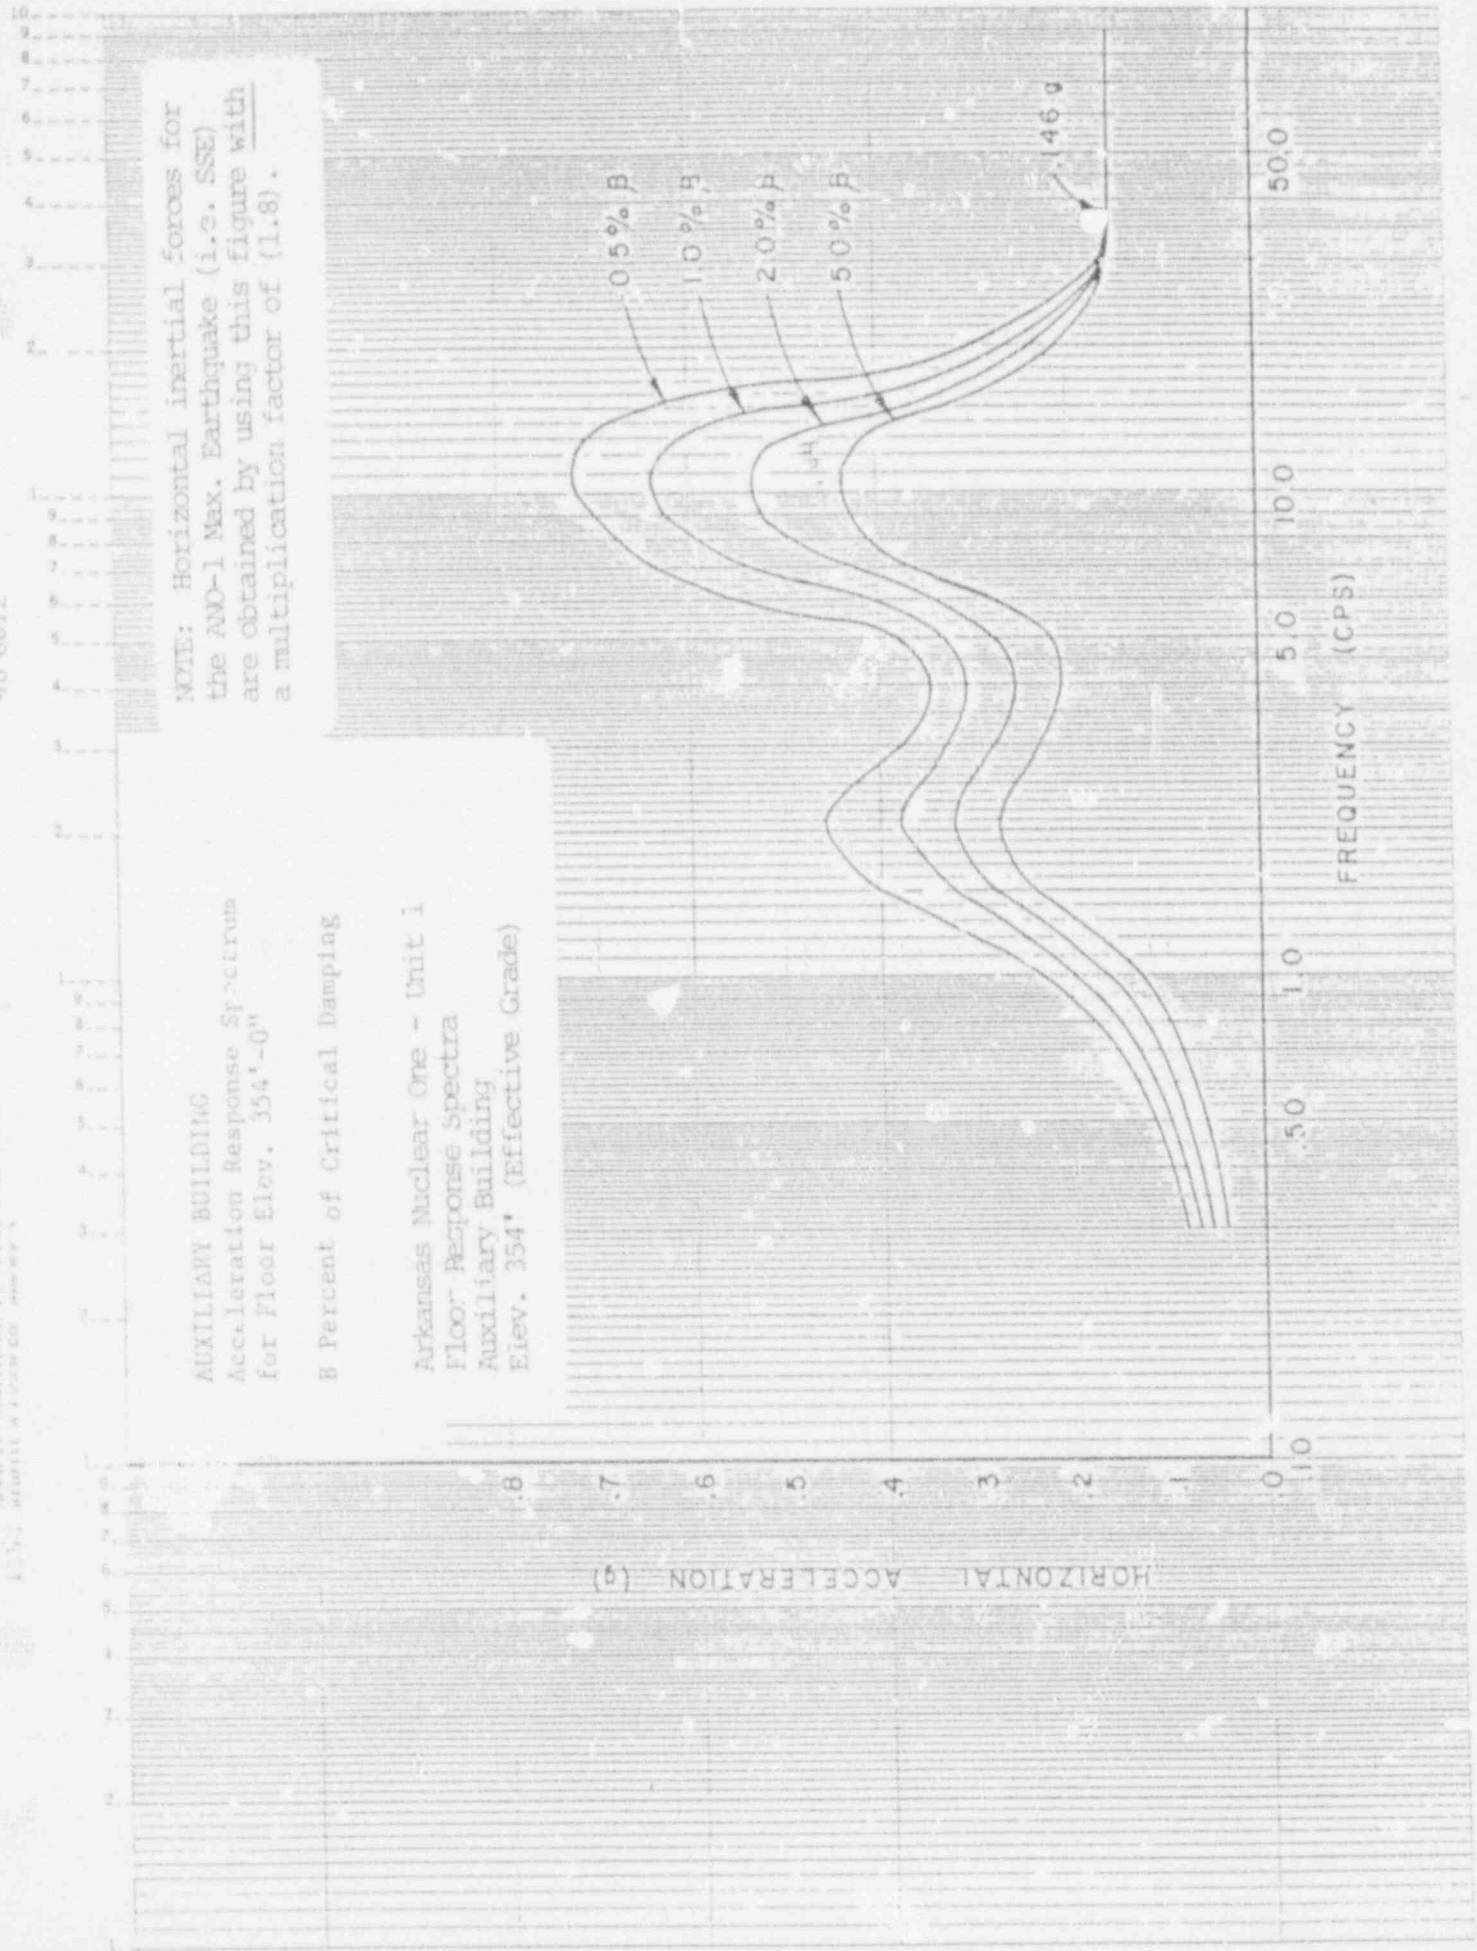 NOTE: Horizontal inertial forces for
the ANO-1 Max. Earthquake (i.e. SSE)
are obtained by using this figure with
a multiplication factor of (1.8).
AUXILIARY BUILDING
Acceleration Response Spectrum
for Floor Elev. 354'-0"
B Percent of Critical Damping
Arkansas Nuclear One - Unit 1
Floor Response Spectra
Auxiliary Building
Elev. 354' (Effective Grade)
0.5% β
1.0% β
2.0% β
5.0% β
.146 g
.8
.7
.6
.5
.4
.3
.2
.1
.0
HORIZONTAL ACCELERATION (g)
.10
.50
1.0
5.0
10.0
50.0
FREQUENCY (CPS)